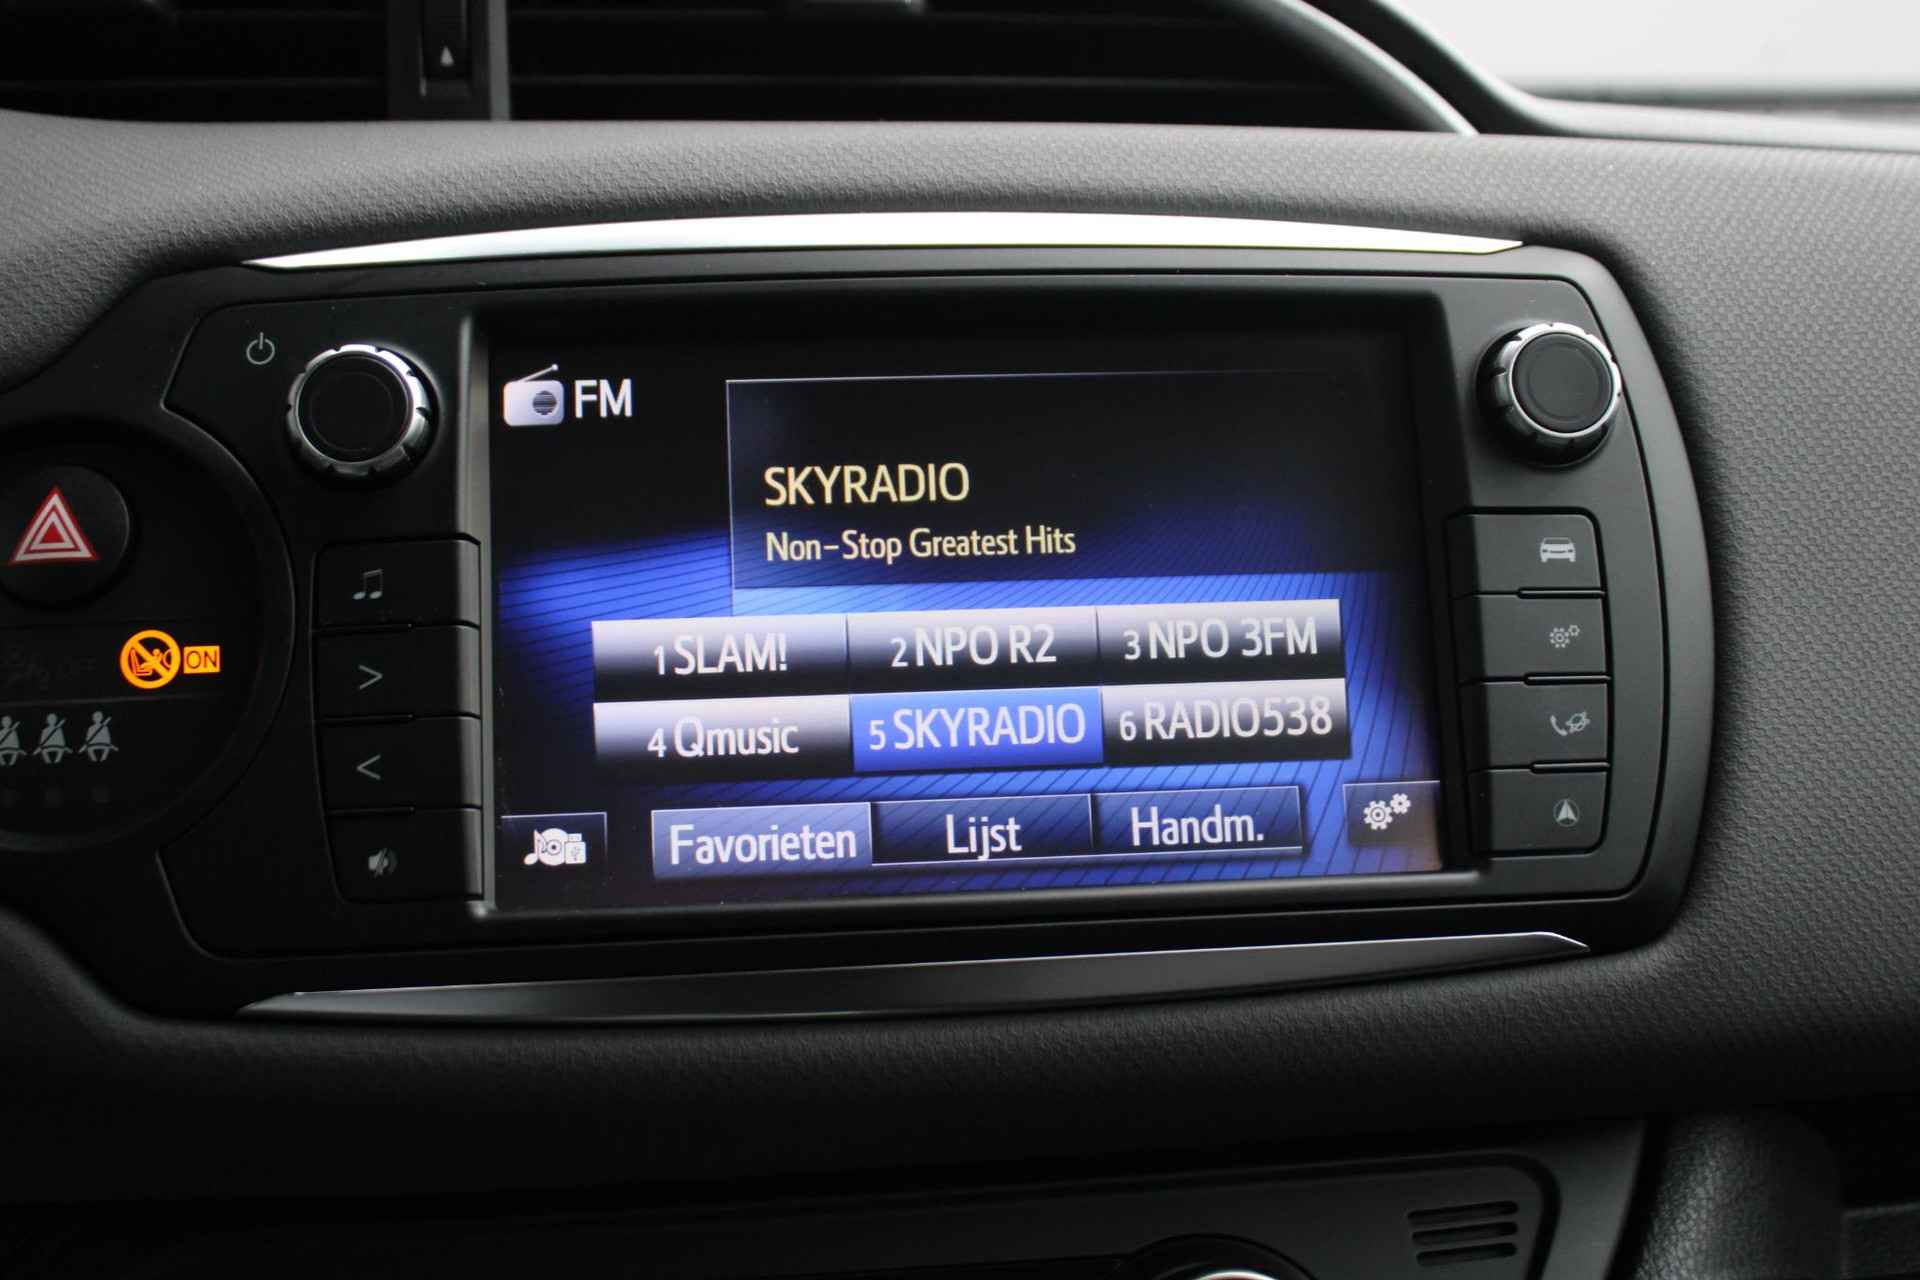 FM
SKYRADIO
Non-Stop Greatest Hits
1 SLAM! 2 NPO R2 3 NPO 3FM
4 Qmusic 5 SKYRADIO 6 RADIO538
Favorieten Lijst Handm.
ON